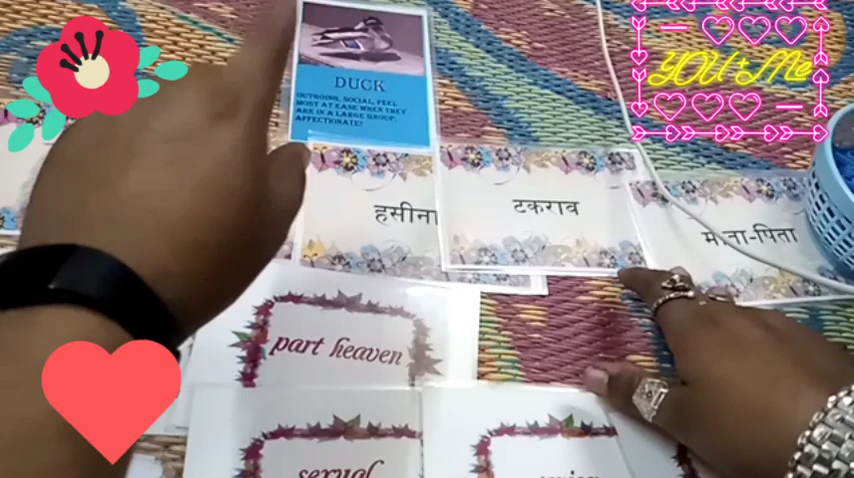 YOU + Me
DUCK
OUTGOING, SOCIAL, FEEL
MOST AT EASE WHEN THEY
ARE IN A LARGE GROUP.
AFFECTIONATE!
हसीना
टकराव
part heaven
sexual